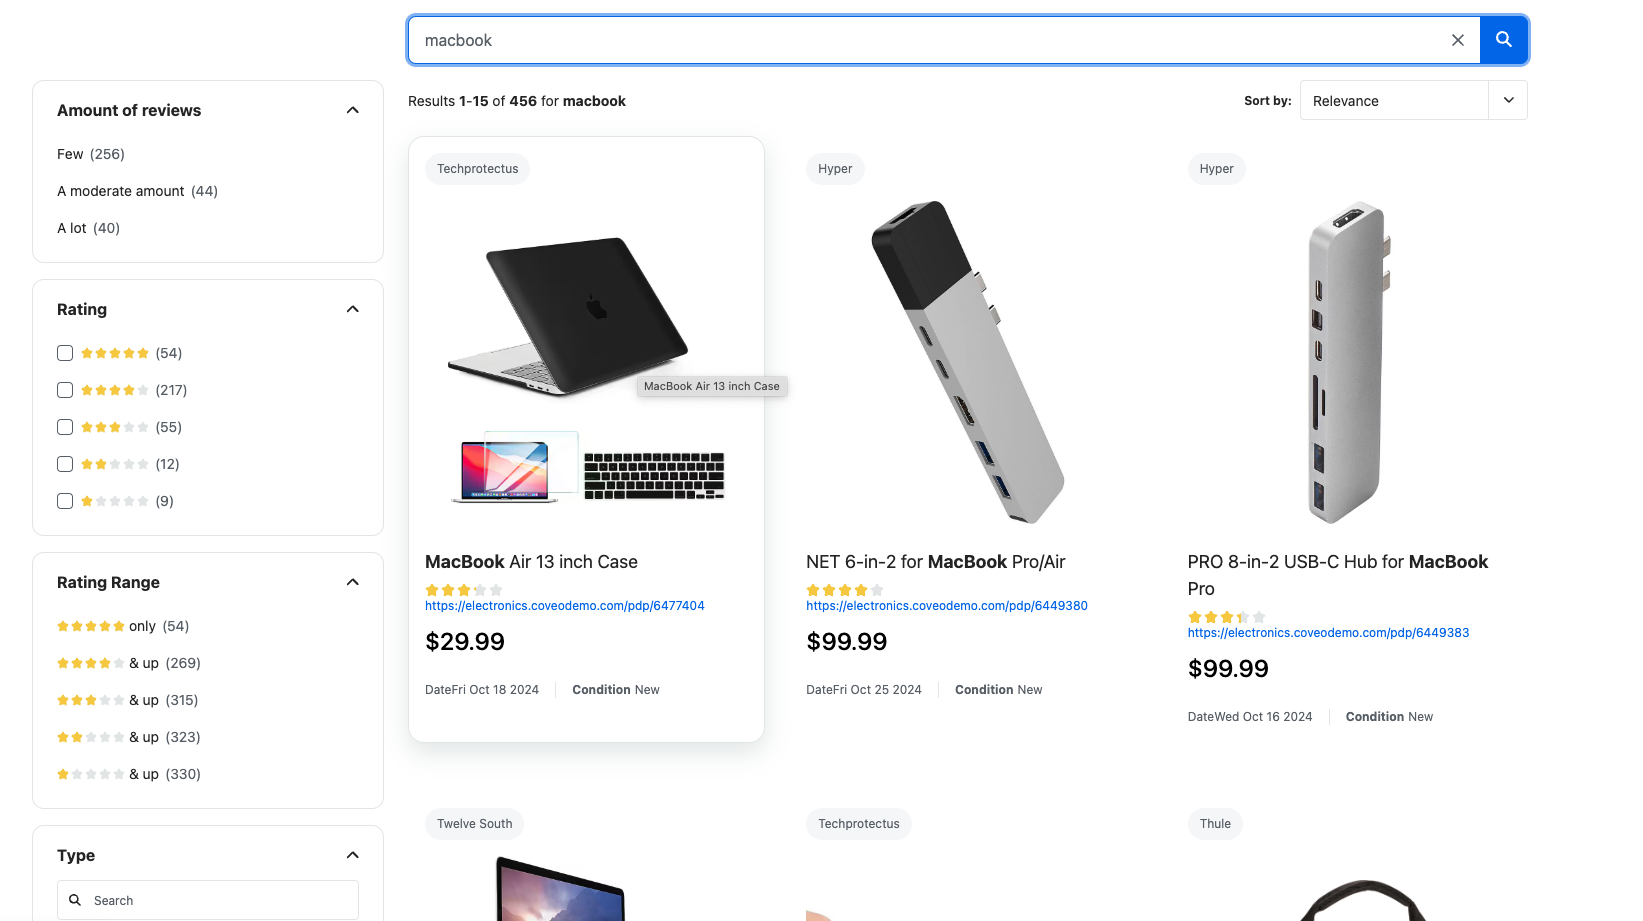 macbook
Results 1-15 of 456 for macbook
Sort by:
Relevance
Amount of reviews
Few (256)
A moderate amount (44)
A lot (40)
Rating
(54)
(217)
(55)
(12)
(9)
Rating Range
only (54)
& up (269)
& up (315)
& up (323)
& up (330)
Type
Search
Techprotectus
MacBook Air 13 inch Case
MacBook Air 13 inch Case
https://electronics.coveodemo.com/pdp/6477404
$29.99
DateFri Oct 18 2024
Condition New
Hyper
NET 6-in-2 for MacBook Pro/Air
https://electronics.coveodemo.com/pdp/6449380
$99.99
DateFri Oct 25 2024
Condition New
Hyper
PRO 8-in-2 USB-C Hub for MacBook
Pro
https://electronics.coveodemo.com/pdp/6449383
$99.99
DateWed Oct 16 2024
Condition New
Twelve South
Techprotectus
Thule